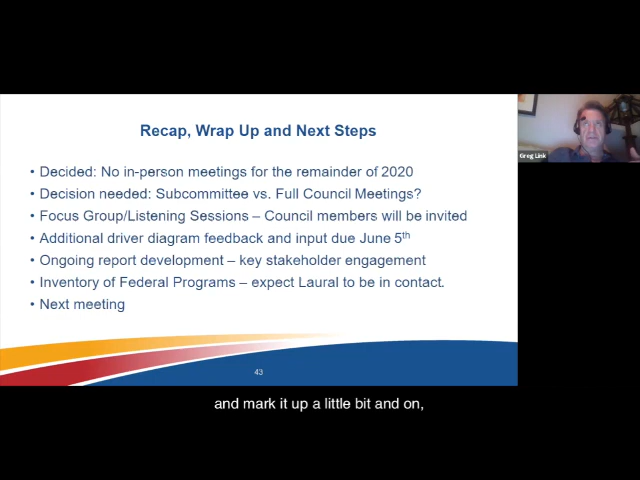 Recap, Wrap Up and Next Steps
• Decided: No in-person meetings for the remainder of 2020
• Decision needed: Subcommittee vs. Full Council Meetings?
• Focus Group/Listening Sessions – Council members will be invited
• Additional driver diagram feedback and input due June 5th
• Ongoing report development – key stakeholder engagement
• Inventory of Federal Programs – expect Laural to be in contact.
• Next meeting
43
Greg Link
and mark it up a little bit and on,